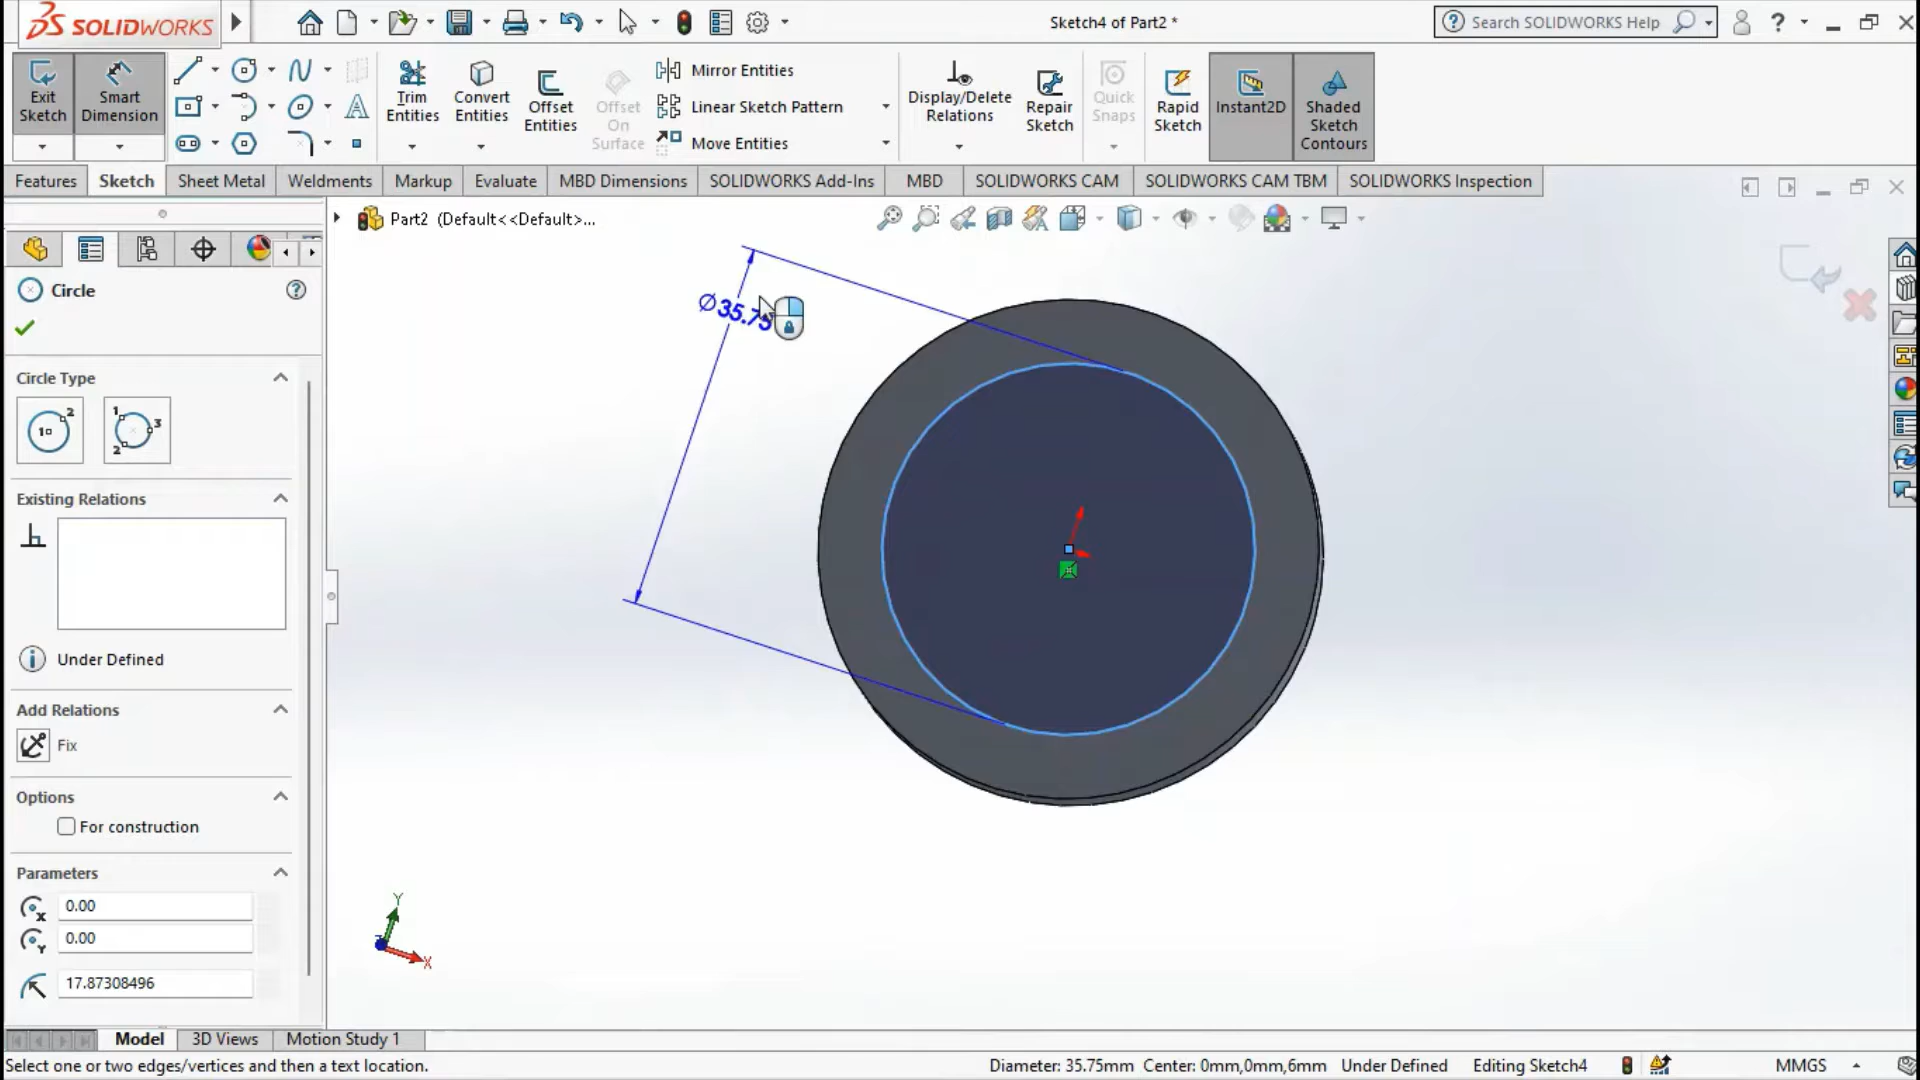 SOLIDWORKS
Sketch4 of Part2 *
Search SOLIDWORKS Help
Exit Sketch
Smart Dimension
Trim Entities
Convert Entities
Offset Entities
Offset On Surface
Mirror Entities
Linear Sketch Pattern
Move Entities
Display/Delete Relations
Repair Sketch
Quick Snaps
Rapid Sketch
Instant2D
Shaded Sketch Contours
Features
Sketch
Sheet Metal
Weldments
Markup
Evaluate
MBD Dimensions
SOLIDWORKS Add-Ins
MBD
SOLIDWORKS CAM
SOLIDWORKS CAM TBM
SOLIDWORKS Inspection
Part2 (Default<<Default>...
Circle
Circle Type
Existing Relations
Under Defined
Add Relations
Fix
Options
For construction
Parameters
0.00
0.00
17.87308496
∅35.75
Y
X
Model
3D Views
Motion Study 1
Select one or two edges/vertices and then a text location.
Diameter: 35.75mm Center: 0mm,0mm,6mm
Under Defined
Editing Sketch4
MMGS